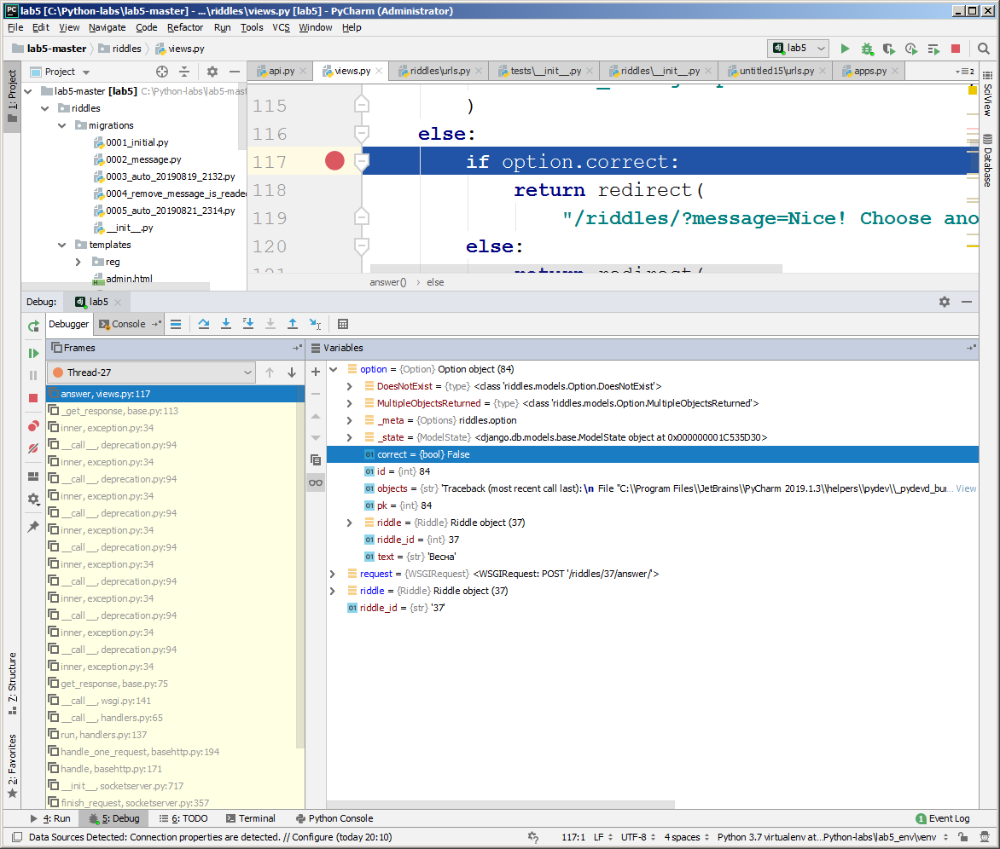 lab5 [C:\Python-labs\lab5-master] - ...\riddles\views.py [lab5] - PyCharm (Administrator)
File Edit View Navigate Code Refactor Run Tools VCS Window Help
lab5-master riddles views.py lab5
1: Project
Project
api.py views.py riddles\urls.py tests\__init__.py riddles\__init__.py untitled15\urls.py apps.py 2
lab5-master [lab5] C:\Python-labs\lab5-mast
riddles
migrations
0001_initial.py
0002_message.py
0003_auto_20190819_2132.py
0004_remove_message_is_readed
0005_auto_20190821_2314.py
__init__.py
templates
reg
admin.html
115 )
116 else:
117 if option.correct:
118 return redirect(
119 "/riddles/?message=Nice! Choose ano
120 else:
121 return redirect(
answer() > else
SciView
Database
Debug: lab5
Debugger Console
Frames
Thread-27
answer, views.py:117
_get_response, base.py:113
inner, exception.py:34
__call__, deprecation.py:94
inner, exception.py:34
__call__, deprecation.py:94
inner, exception.py:34
__call__, deprecation.py:94
inner, exception.py:34
__call__, deprecation.py:94
inner, exception.py:34
__call__, deprecation.py:94
inner, exception.py:34
__call__, deprecation.py:94
inner, exception.py:34
__call__, deprecation.py:94
inner, exception.py:34
get_response, base.py:75
__call__, wsgi.py:141
__call__, handlers.py:65
run, handlers.py:137
handle_one_request, basehttp.py:194
handle, basehttp.py:171
__init__, socketserver.py:717
finish_request, socketserver.py:357
Variables
option = {Option} Option object (84)
DoesNotExist = {type} <class 'riddles.models.Option.DoesNotExist'>
MultipleObjectsReturned = {type} <class 'riddles.models.Option.MultipleObjectsReturned'>
_meta = {Options} riddles.option
_state = {ModelState} <django.db.models.base.ModelState object at 0x000000001C535D30>
correct = {bool} False
id = {int} 84
objects = {str} 'Traceback (most recent call last):\n File "C:\\Program Files\\JetBrains\\PyCharm 2019.1.3\\helpers\\pydev\\_pydevd_bu... View
pk = {int} 84
riddle = {Riddle} Riddle object (37)
riddle_id = {int} 37
text = {str} 'Весна'
request = {WSGIRequest} <WSGIRequest: POST '/riddles/37/answer/'>
riddle = {Riddle} Riddle object (37)
riddle_id = {str} '37'
7: Structure
2: Favorites
4: Run 5: Debug 6: TODO Terminal Python Console 1 Event Log
Data Sources Detected: Connection properties are detected. // Configure (today 20:10) 117:1 LF UTF-8 4 spaces Python 3.7 virtualenv at...Python-labs\lab5_env\venv